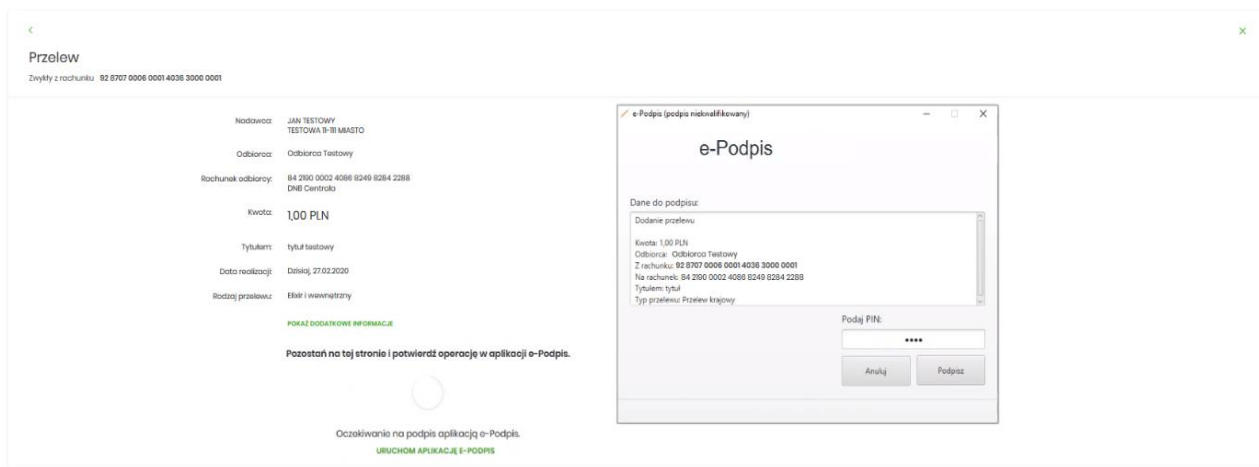 Przelew
Zwykły z rachunku 92 8707 0006 0001 4036 3000 0001
Nadawca: JAN TESTOWY
TESTOWA 11-111 MIASTO
Odbiorca: Odbiorca Testowy
Rachunek odbiorcy: 84 2190 0002 4086 8249 8284 2288
DNB Centrala
Kwota: 1,00 PLN
Tytułem: tytuł testowy
Data realizacji: Dzisiaj, 27.02.2020
Rodzaj przelewu: Elixir i wewnętrzny
POKAŻ DODATKOWE INFORMACJE
Pozostań na tej stronie i potwierdź operację w aplikacji e-Podpis.
Oczekiwanie na podpis aplikacją e-Podpis.
URUCHOM APLIKACJĘ E-PODPIS
e-Podpis (podpis niekwalifikowany)
e-Podpis
Dane do podpisu:
Dodanie przelewu
Kwota: 1,00 PLN
Odbiorca: Odbiorca Testowy
Z rachunku: 92 8707 0006 0001 4036 3000 0001
Na rachunek: 84 2190 0002 4086 8249 8284 2288
Tytułem: tytuł
Typ przelewu: Przelew krajowy
Podaj PIN:
••••
Anuluj
Podpisz